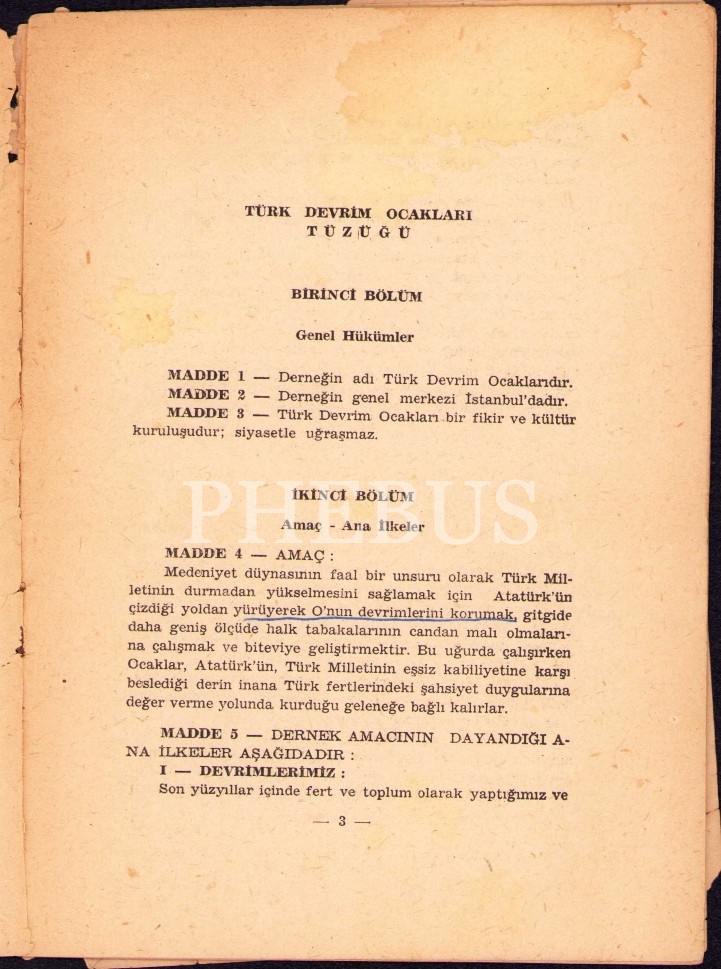 TÜRK DEVRİM OCAKLARI
TÜZÜĞÜ
BİRİNCİ BÖLÜM
Genel Hükümler
MADDE 1 — Derneğin adı Türk Devrim Ocaklarıdır.
MADDE 2 — Derneğin genel merkezi İstanbul'dadır.
MADDE 3 — Türk Devrim Ocakları bir fikir ve kültür
kuruluşudur; siyasetle uğraşmaz.
PHEBUS
İKİNCİ BÖLÜM
Amaç - Ana İlkeler
MADDE 4 — AMAÇ :
Medeniyet düynasının faal bir unsuru olarak Türk Mil-
letinin durmadan yükselmesini sağlamak için Atatürk'ün
çizdiği yoldan yürüyerek O'nun devrimlerini korumak, gitgide
daha geniş ölçüde halk tabakalarının candan malı olmaları-
na çalışmak ve biteviye geliştirmektir. Bu uğurda çalışırken
Ocaklar, Atatürk'ün, Türk Milletinin eşsiz kabiliyetine karşı
beslediği derin inana Türk fertlerindeki şahsiyet duygularına
değer verme yolunda kurduğu geleneğe bağlı kalırlar.
MADDE 5 — DERNEK AMACININ DAYANDIĞI A-
NA İLKELER AŞAĞIDADIR :
I — DEVRİMLERİMİZ :
Son yüzyıllar içinde fert ve toplum olarak yaptığımız ve
— 3 —